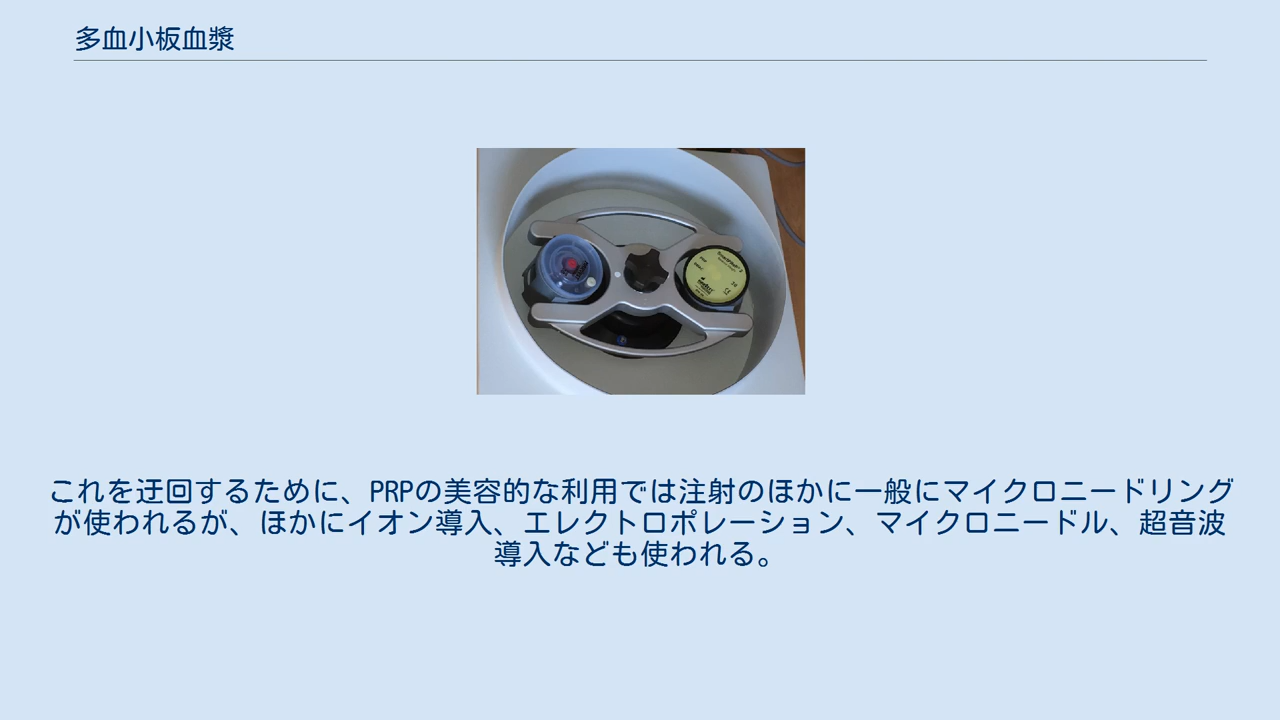 多血小板血漿
これを迂回するために、PRPの美容的な利用では注射のほかに一般にマイクロニードリング
が使われるが、ほかにイオン導入、エレクトロポレーション、マイクロニードル、超音波
導入なども使われる。